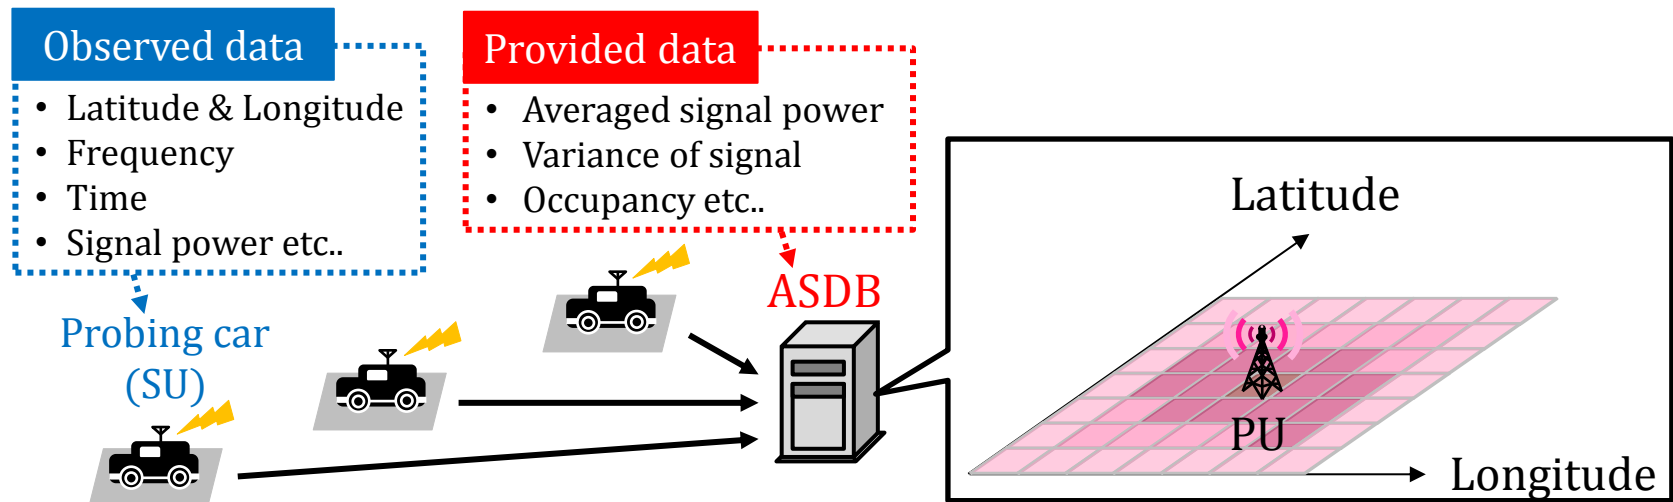 Observed data
• Latitude & Longitude
• Frequency
• Time
• Signal power etc..
Probing car
(SU)
Provided data
• Averaged signal power
• Variance of signal
• Occupancy etc..
ASDB
Latitude
PU
Longitude